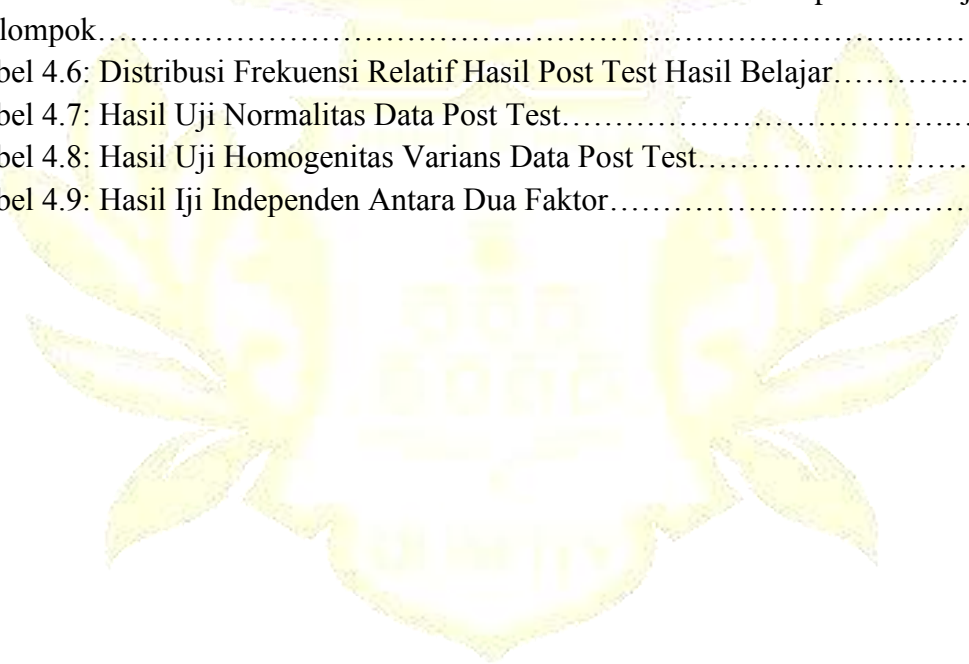 lompok……………………………………………………………………….……
bel 4.6: Distribusi Frekuensi Relatif Hasil Post Test Hasil Belajar………….
bel 4.7: Hasil Uji Normalitas Data Post Test…………………………………..
bel 4.8: Hasil Uji Homogenitas Varians Data Post Test…………….…..……
bel 4.9: Hasil Iji Independen Antara Dua Faktor………………..…………….